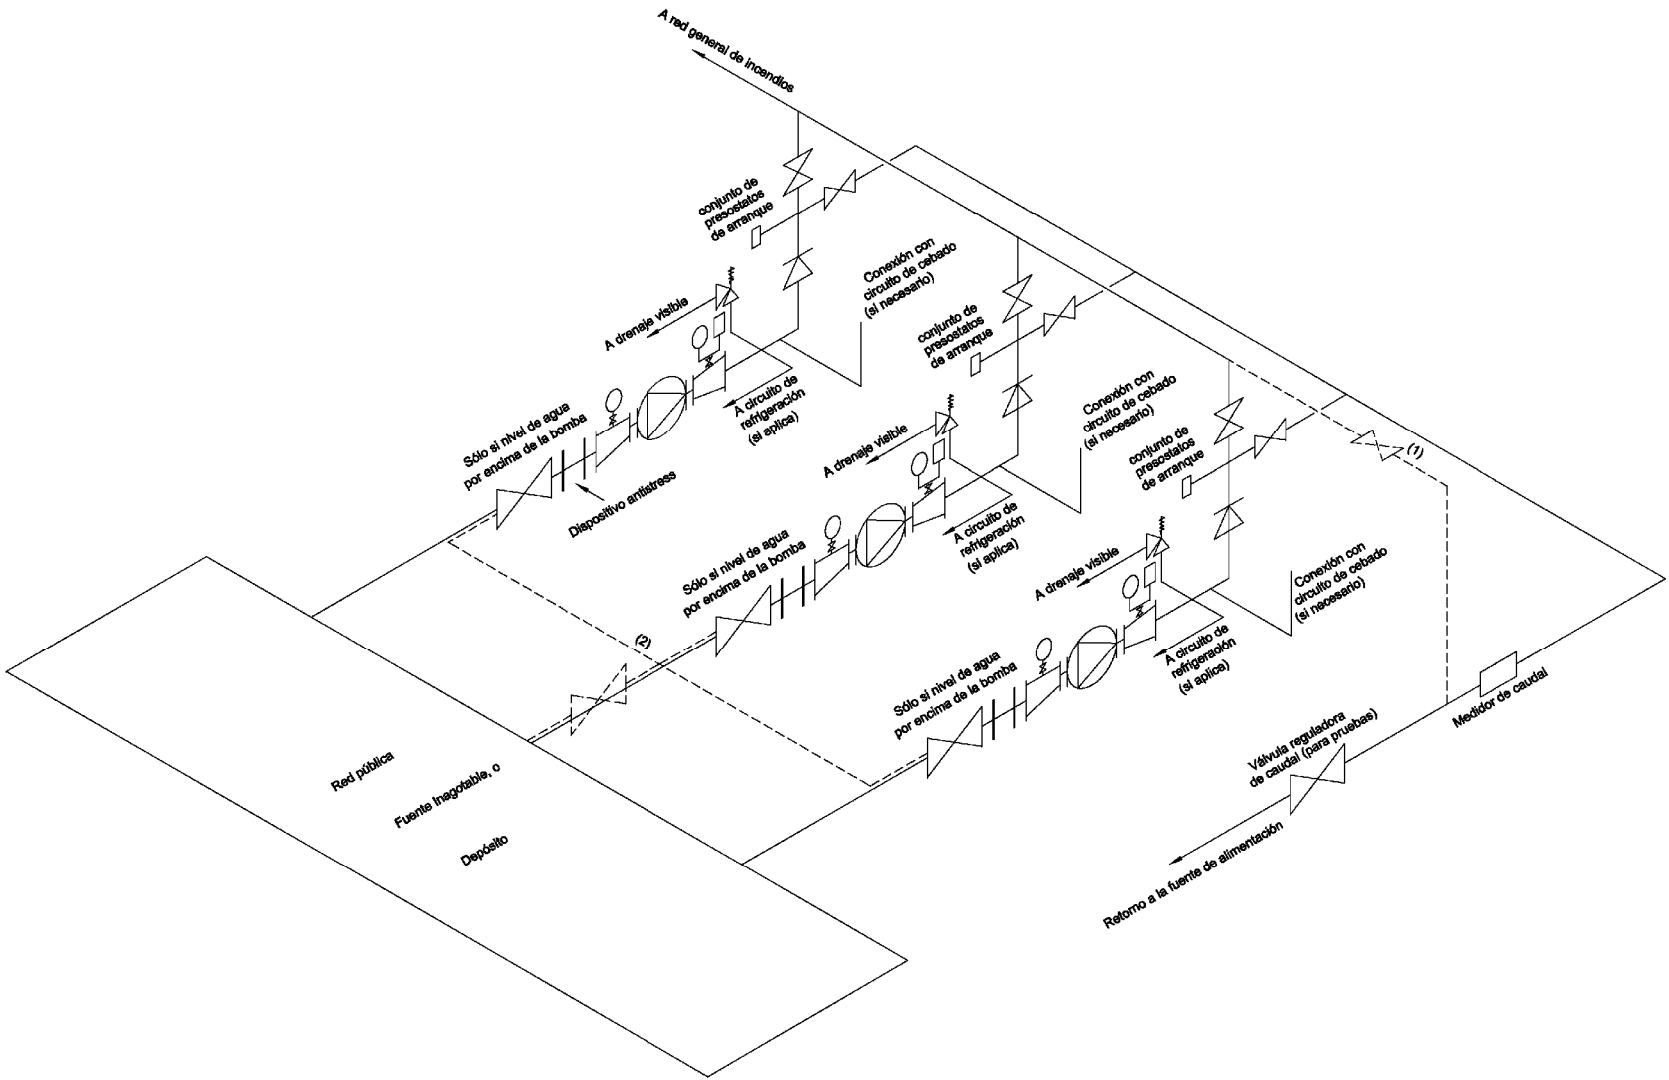 A red general de incendios
conjunto de
presostatos
de arranque
Conexión con
circuito de cebado
(si necesario)
A drenaje visible
A circuito de
refrigeración
(si aplica)
Sólo si nivel de agua
por encima de la bomba
Dispositivo antistress
conjunto de
presostatos
de arranque
Conexión con
circuito de cebado
(si necesario)
A drenaje visible
A circuito de
refrigeración
(si aplica)
Sólo si nivel de agua
por encima de la bomba
conjunto de
presostatos
de arranque
(1)
Conexión con
circuito de cebado
(si necesario)
A drenaje visible
A circuito de
refrigeración
(si aplica)
Sólo si nivel de agua
por encima de la bomba
(2)
Medidor de caudal
Válvula reguladora
de caudal (para pruebas)
Retorno a la fuente de alimentación
Red pública
Fuente Inagotable, o
Depósito